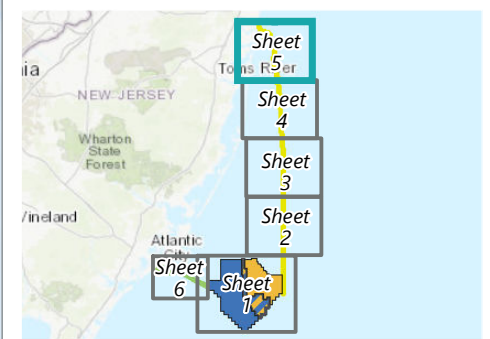 Sheet
5
ia
Toms River
NEW JERSEY
Sheet
4
Wharton
State
Forest
Sheet
3
Vineland
Sheet
2
Atlantic
City
Sheet
6
Sheet
1